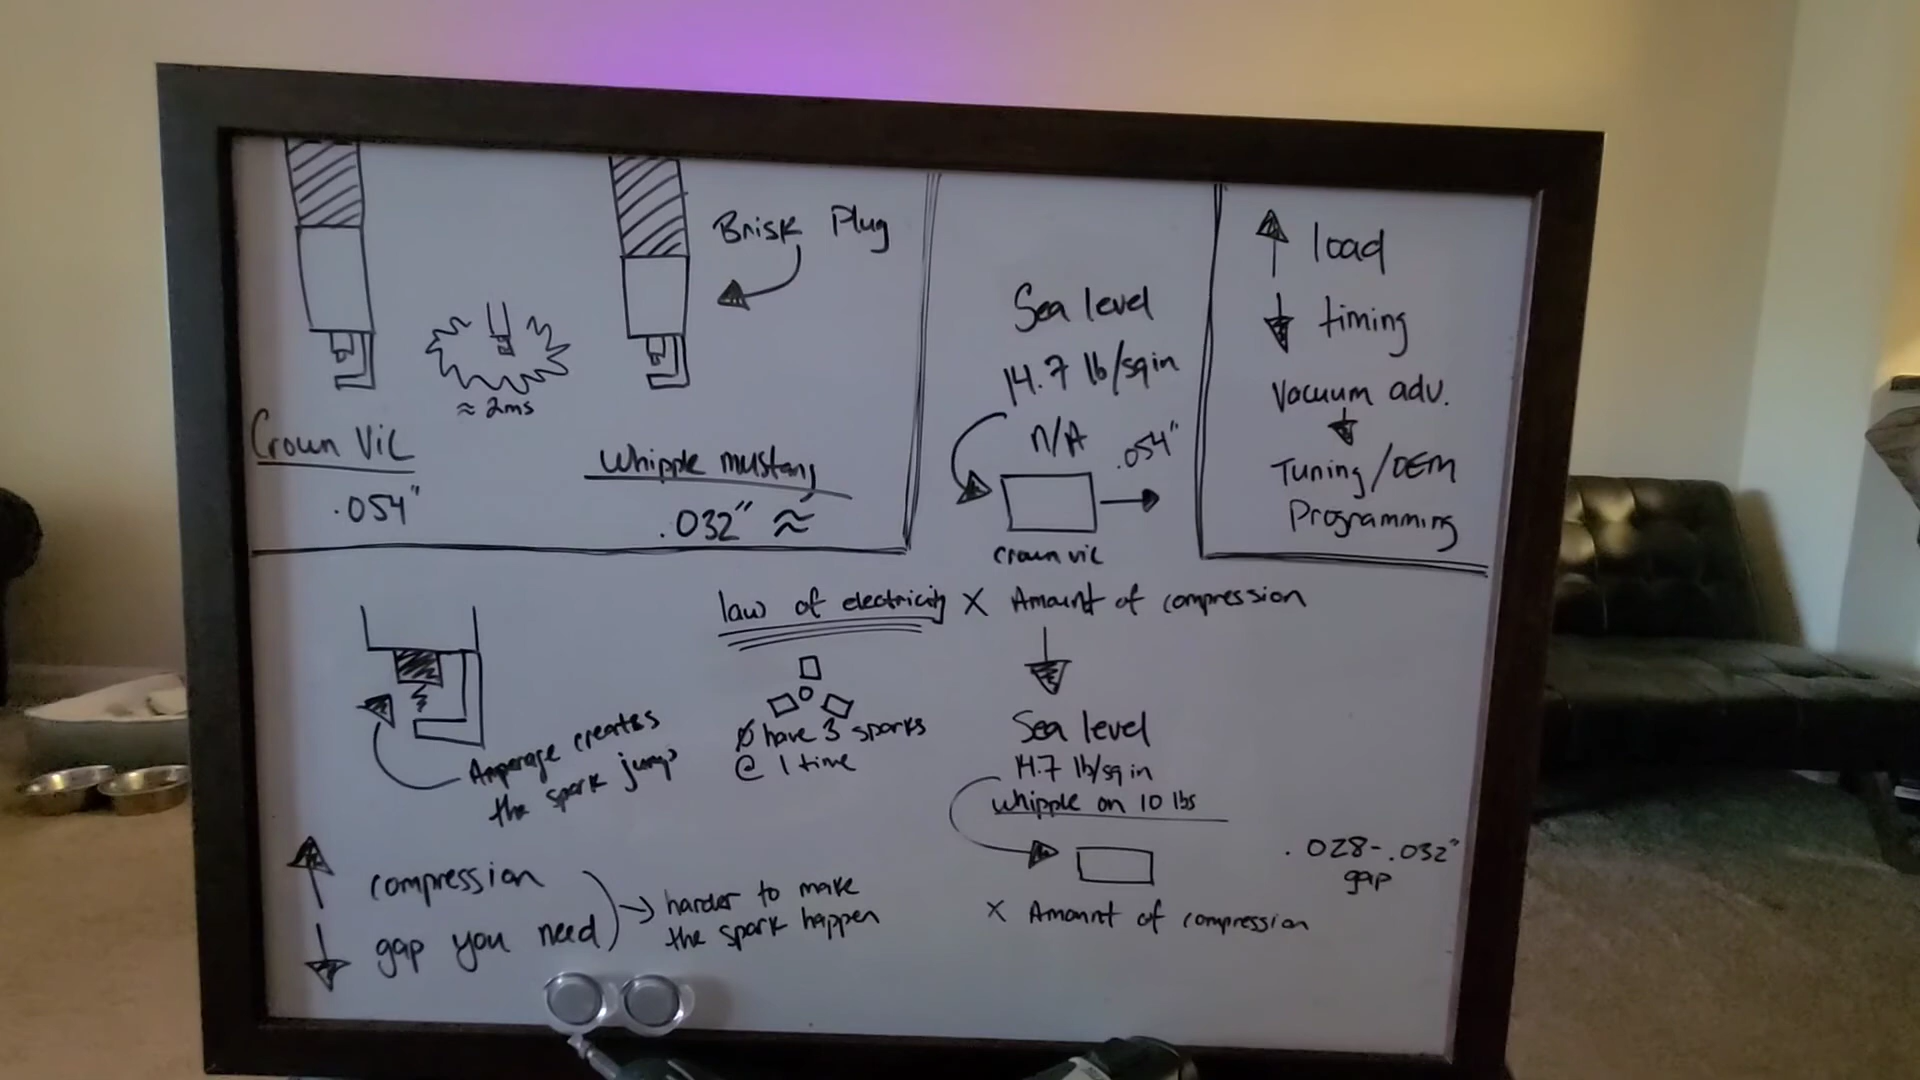 Brisk Plug
≈ 2ms
Crown Vic
.054"
Whipple mustang
.032" ≈
Sea level
14.7 lb/sq in
N/A
.054"
Crown vic
load
timing
Vacuum adv.
Tuning/OEM
Programming
law of electricity
X Amount of compression
Amperage creates
the spark jump
Ø have 3 sparks
@ 1 time
Sea level
14.7 lb/sq in
whipple on 10 lbs
.028-.032"
gap
X Amount of compression
compression
gap you need
harder to make
the spark happen